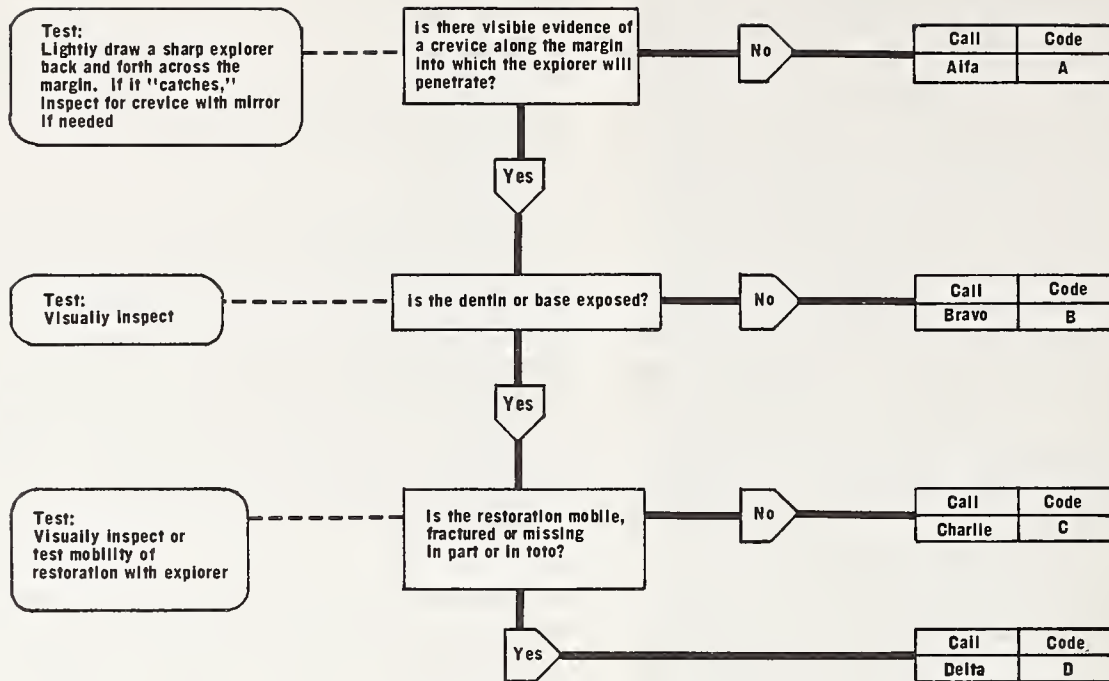 Test:
Lightly draw a sharp explorer
back and forth across the
margin. If it "catches,"
inspect for crevice with mirror
if needed
Is there visible evidence of
a crevice along the margin
into which the explorer will
penetrate?
No
Call Code
Alfa A
Yes
Test:
Visually inspect
Is the dentin or base exposed?
No
Call Code
Bravo B
Yes
Test:
Visually inspect or
test mobility of
restoration with explorer
Is the restoration mobile,
fractured or missing
in part or in toto?
No
Call Code
Charlie C
Yes
Call Code
Delta D